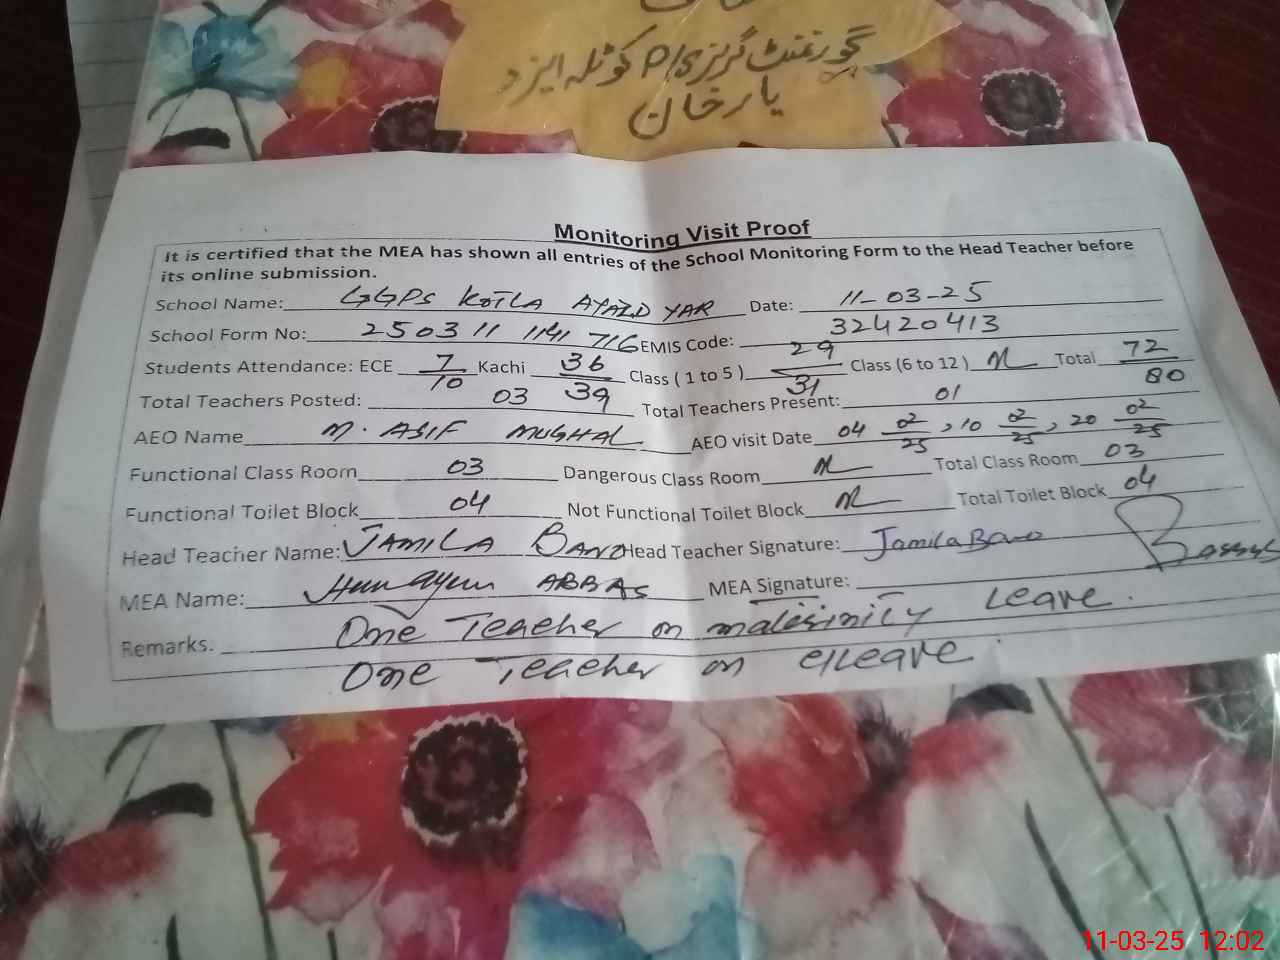 گورنمنٹ گرلز P/S کوٹلہ ایزد
یار خان
Monitoring Visit Proof
It is certified that the MEA has shown all entries of the School Monitoring Form to the Head Teacher before
its online submission.
School Name: GGPS KOTLA AYAZD YAR Date: 11-03-25
School Form No: 250311 1141 716 EMIS Code: 32420413
Students Attendance: ECE 7/10 Kachi 36/39 Class ( 1 to 5 ) 29/31 Class (6 to 12 ) Total 72/80
Total Teachers Posted: 03 Total Teachers Present: 01
AEO Name M. ASIF MUGHAL AEO visit Date 04 02/25, 10 02/25, 20 02/25
Functional Class Room 03 Dangerous Class Room Total Class Room 03
Functional Toilet Block 04 Not Functional Toilet Block Total Toilet Block 04
Head Teacher Name: JAMILA BANO Head Teacher Signature: Jamila Bano
MEA Name: Humayun ABBAS MEA Signature:
Remarks. One Teacher on malesinity Leave.
One Teacher on Leave.
11-03-25 12:02